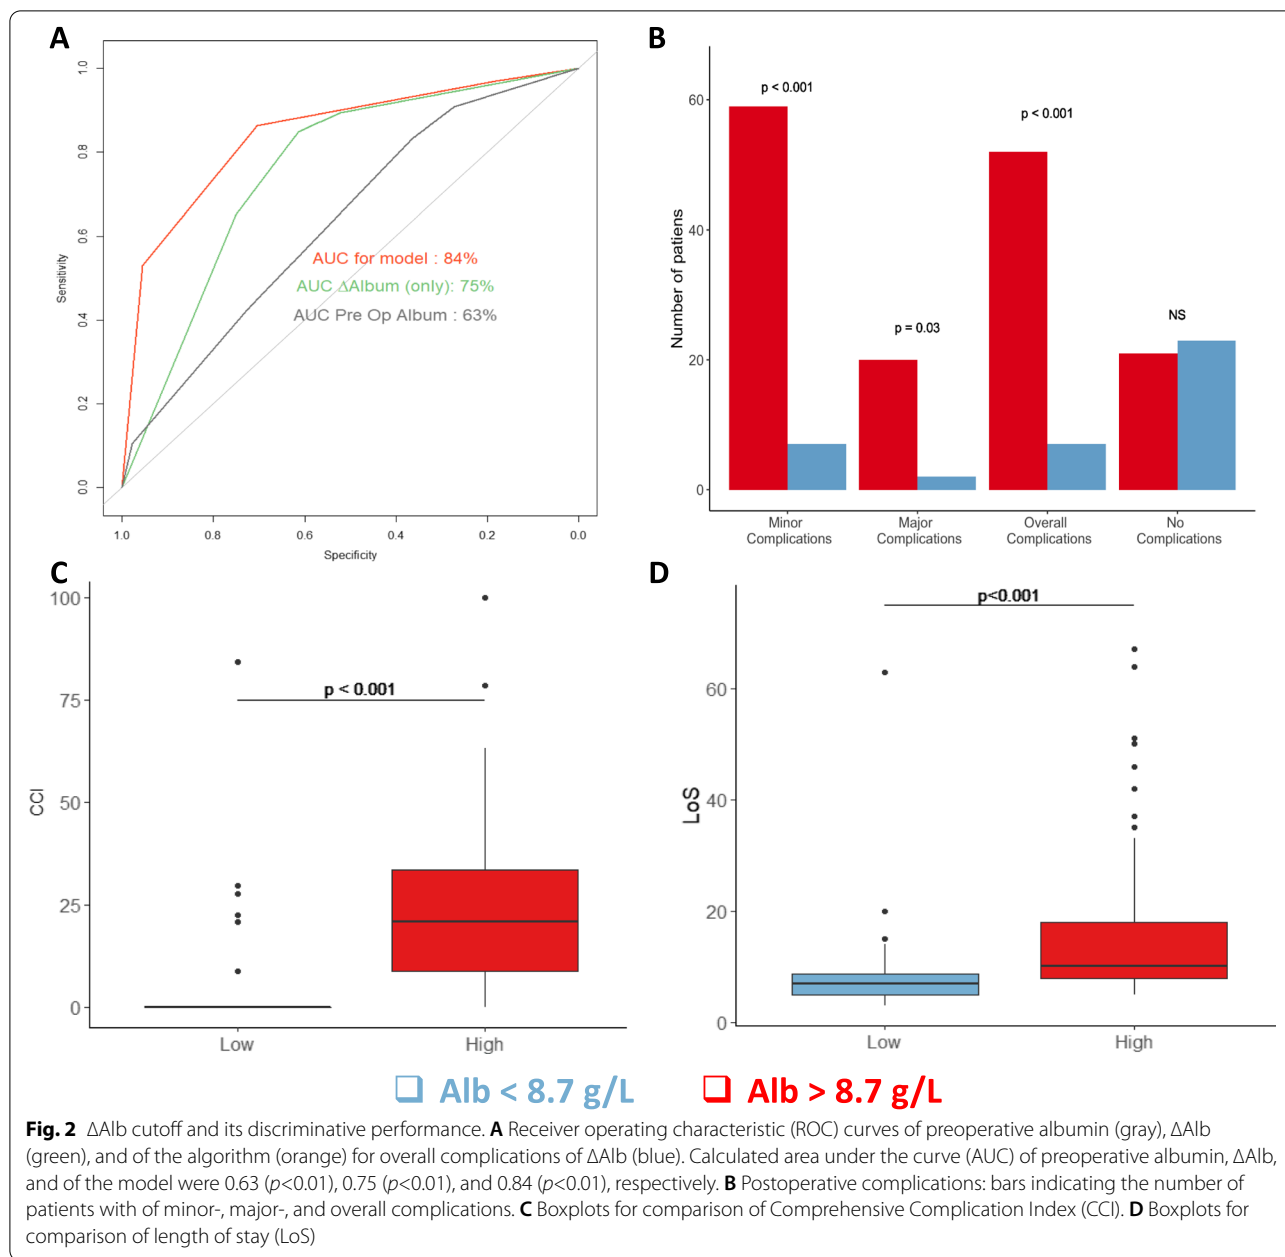 A
1.0
0.8
0.6
0.4
0.2
0.0
Sensitivity
AUC for model : 84%
AUC ΔAlbum (only): 75%
AUC Pre Op Album : 63%
1.0 0.8 0.6 0.4 0.2 0.0
Specificity
B
Number of patiens
60
40
20
0
p < 0.001
p = 0.03
p < 0.001
NS
Minor Complications
Major Complications
Overall Complications
No Complications
C
CCI
100
75
50
25
0
p < 0.001
Low High
D
LoS
60
40
20
0
p<0.001
Low High
❑ Alb < 8.7 g/L ❑ Alb > 8.7 g/L
Fig. 2 ΔAlb cutoff and its discriminative performance. A Receiver operating characteristic (ROC) curves of preoperative albumin (gray), ΔAlb
(green), and of the algorithm (orange) for overall complications of ΔAlb (blue). Calculated area under the curve (AUC) of preoperative albumin, ΔAlb,
and of the model were 0.63 (p<0.01), 0.75 (p<0.01), and 0.84 (p<0.01), respectively. B Postoperative complications: bars indicating the number of
patients with of minor-, major-, and overall complications. C Boxplots for comparison of Comprehensive Complication Index (CCI). D Boxplots for
comparison of length of stay (LoS)